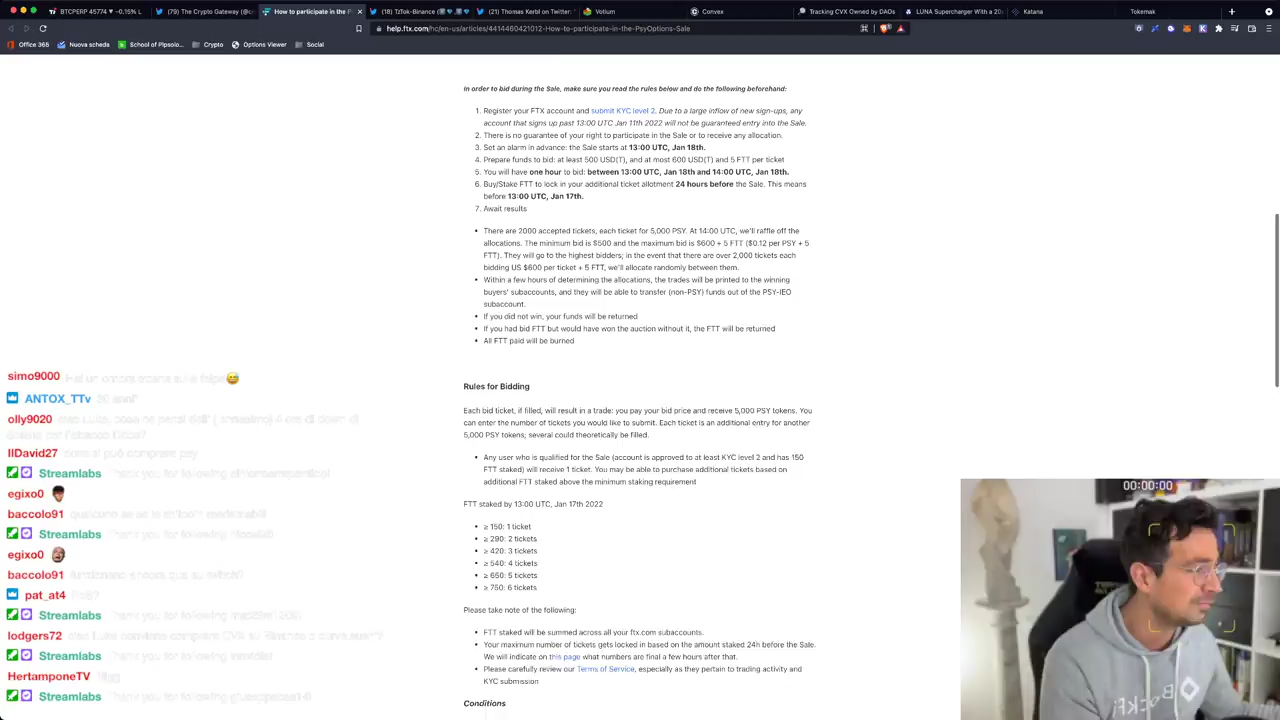 BTCPERP 45774 ▼ −0.15% L
(79) The Crypto Gateway (@c
How to participate in the P
(18) TzTok-Binance
(21) Thomas Kerbl on Twitter:
Votium
Convex
Tracking CVX Owned by DAOs
LUNA Supercharger With a 20
Katana
Tokemak
help.ftx.com/hc/en-us/articles/4414460421012-How-to-participate-in-the-PsyOptions-Sale
Office 365
Nuova scheda
School of Pipsolo...
Crypto
Options Viewer
Social
In order to bid during the Sale, make sure you read the rules below and do the following beforehand:
1. Register your FTX account and submit KYC level 2. Due to a large inflow of new sign-ups, any
account that signs up past 13:00 UTC Jan 11th 2022 will not be guaranteed entry into the Sale.
2. There is no guarantee of your right to participate in the Sale or to receive any allocation.
3. Set an alarm in advance: the Sale starts at 13:00 UTC, Jan 18th.
4. Prepare funds to bid: at least 500 USD(T), and at most 600 USD(T) and 5 FTT per ticket
5. You will have one hour to bid: between 13:00 UTC, Jan 18th and 14:00 UTC, Jan 18th.
6. Buy/Stake FTT to lock in your additional ticket allotment 24 hours before the Sale. This means
before 13:00 UTC, Jan 17th.
7. Await results
• There are 2000 accepted tickets, each ticket for 5,000 PSY. At 14:00 UTC, we'll raffle off the
allocations. The minimum bid is $500 and the maximum bid is $600 + 5 FTT ($0.12 per PSY + 5
FTT). They will go to the highest bidders; in the event that there are over 2,000 tickets each
bidding US $600 per ticket + 5 FTT, we'll allocate randomly between them.
• Within a few hours of determining the allocations, the trades will be printed to the winning
buyers' subaccounts, and they will be able to transfer (non-PSY) funds out of the PSY-IEO
subaccount.
• If you did not win, your funds will be returned
• If you had bid FTT but would have won the auction without it, the FTT will be returned
• All FTT paid will be burned
Rules for Bidding
Each bid ticket, if filled, will result in a trade: you pay your bid price and receive 5,000 PSY tokens. You
can enter the number of tickets you would like to submit. Each ticket is an additional entry for another
5,000 PSY tokens; several could theoretically be filled.
• Any user who is qualified for the Sale (account is approved to at least KYC level 2 and has 150
FTT staked) will receive 1 ticket. You may be able to purchase additional tickets based on
additional FTT staked above the minimum staking requirement
FTT staked by 13:00 UTC, Jan 17th 2022
• ≥ 150: 1 ticket
• ≥ 290: 2 tickets
• ≥ 420: 3 tickets
• ≥ 540: 4 tickets
• ≥ 650: 5 tickets
• ≥ 750: 6 tickets
Please take note of the following:
• FTT staked will be summed across all your ftx.com subaccounts.
• Your maximum number of tickets gets locked in based on the amount staked 24h before the Sale.
We will indicate on this page what numbers are final a few hours after that.
• Please carefully review our Terms of Service, especially as they pertain to trading activity and
KYC submission
Conditions
simo9000
ANTOX_TTv
olly9020
IlDavid27
Streamlabs Thank you for following
egixo0
baccolo91
Streamlabs Thank you for following
egixo0
baccolo91
pat_at4
Streamlabs Thank you for following
lodgers72
Streamlabs Thank you for following
HertamponeTV
Streamlabs Thank you for following
00:00:00